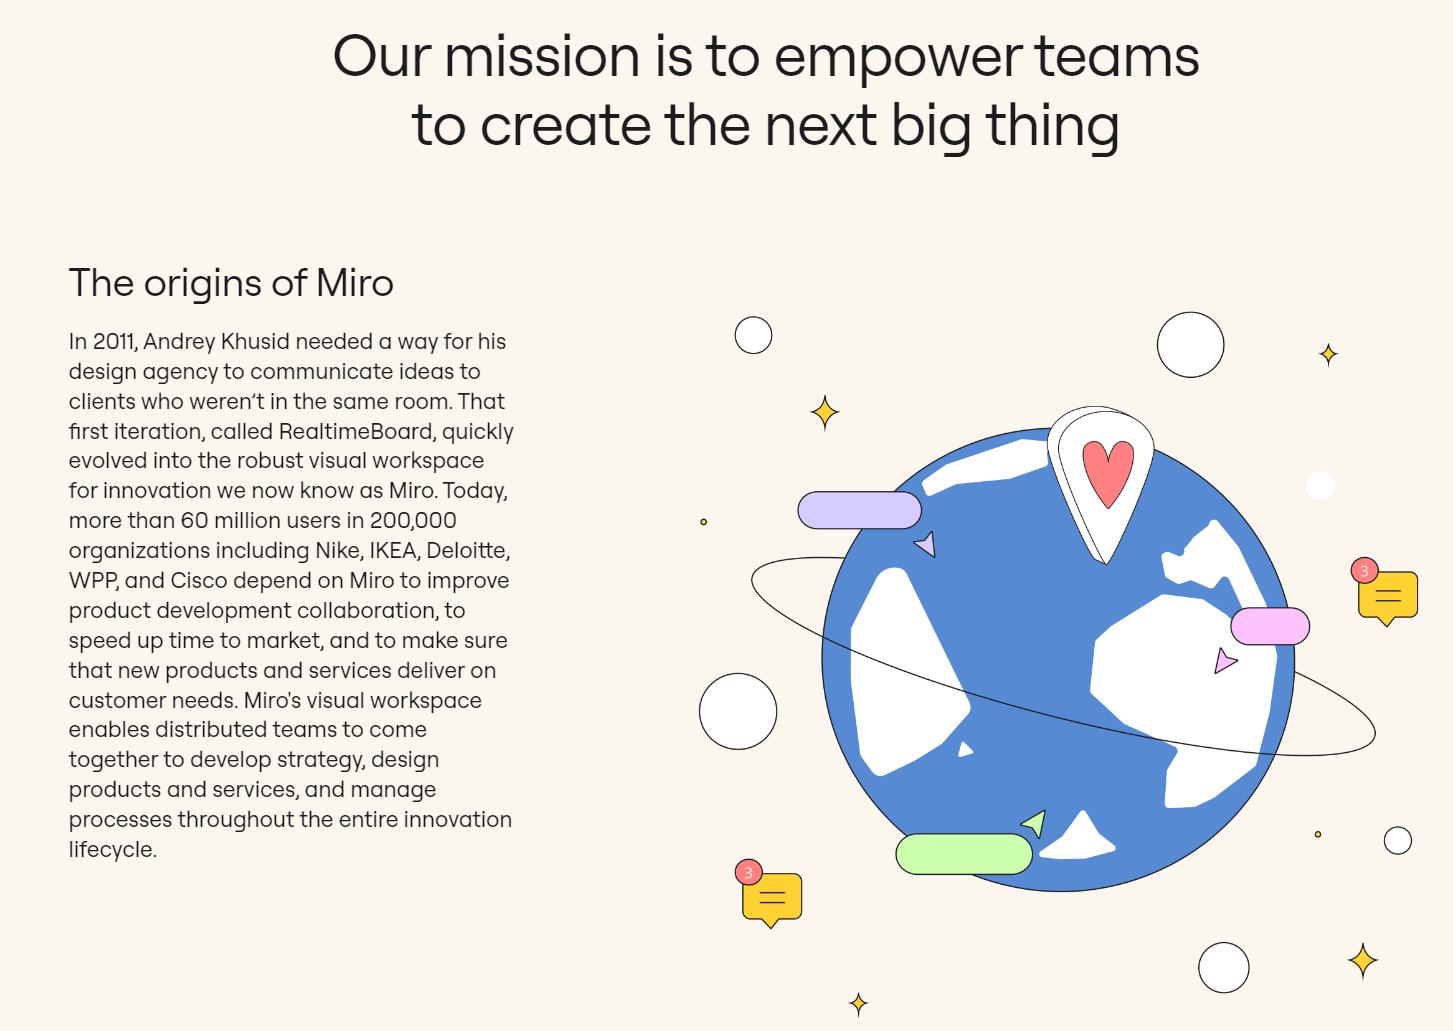 Our mission is to empower teams
to create the next big thing
The origins of Miro
In 2011, Andrey Khusid needed a way for his
design agency to communicate ideas to
clients who weren’t in the same room. That
first iteration, called RealtimeBoard, quickly
evolved into the robust visual workspace
for innovation we now know as Miro. Today,
more than 60 million users in 200,000
organizations including Nike, IKEA, Deloitte,
WPP, and Cisco depend on Miro to improve
product development collaboration, to
speed up time to market, and to make sure
that new products and services deliver on
customer needs. Miro's visual workspace
enables distributed teams to come
together to develop strategy, design
products and services, and manage
processes throughout the entire innovation
lifecycle.
3
3